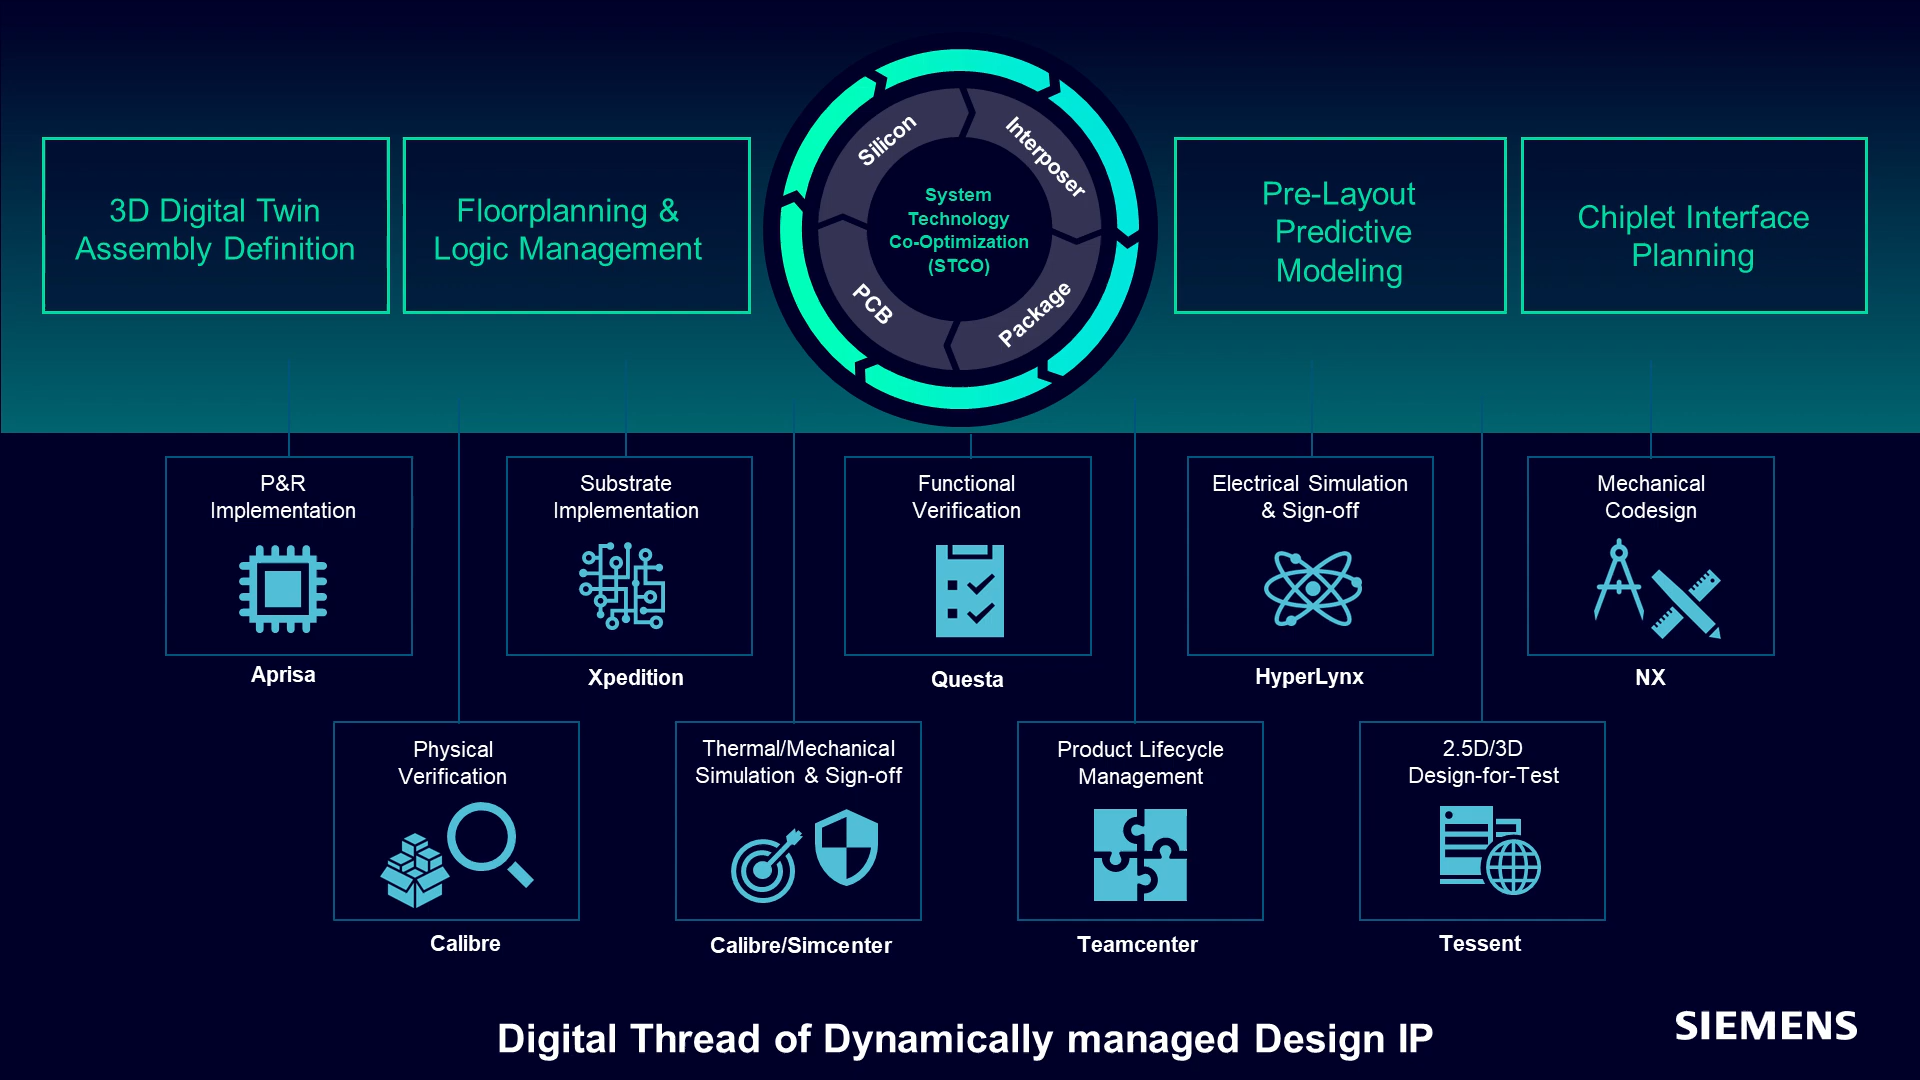 3D Digital Twin
Assembly Definition
Floorplanning &
Logic Management
Silicon
Interposer
PCB
Package
System
Technology
Co-Optimization
(STCO)
Pre-Layout
Predictive
Modeling
Chiplet Interface
Planning
P&R
Implementation
Aprisa
Substrate
Implementation
Xpedition
Functional
Verification
Questa
Electrical Simulation
& Sign-off
HyperLynx
Mechanical
Codesign
NX
Physical
Verification
Calibre
Thermal/Mechanical
Simulation & Sign-off
Calibre/Simcenter
Product Lifecycle
Management
Teamcenter
2.5D/3D
Design-for-Test
Tessent
Digital Thread of Dynamically managed Design IP
SIEMENS